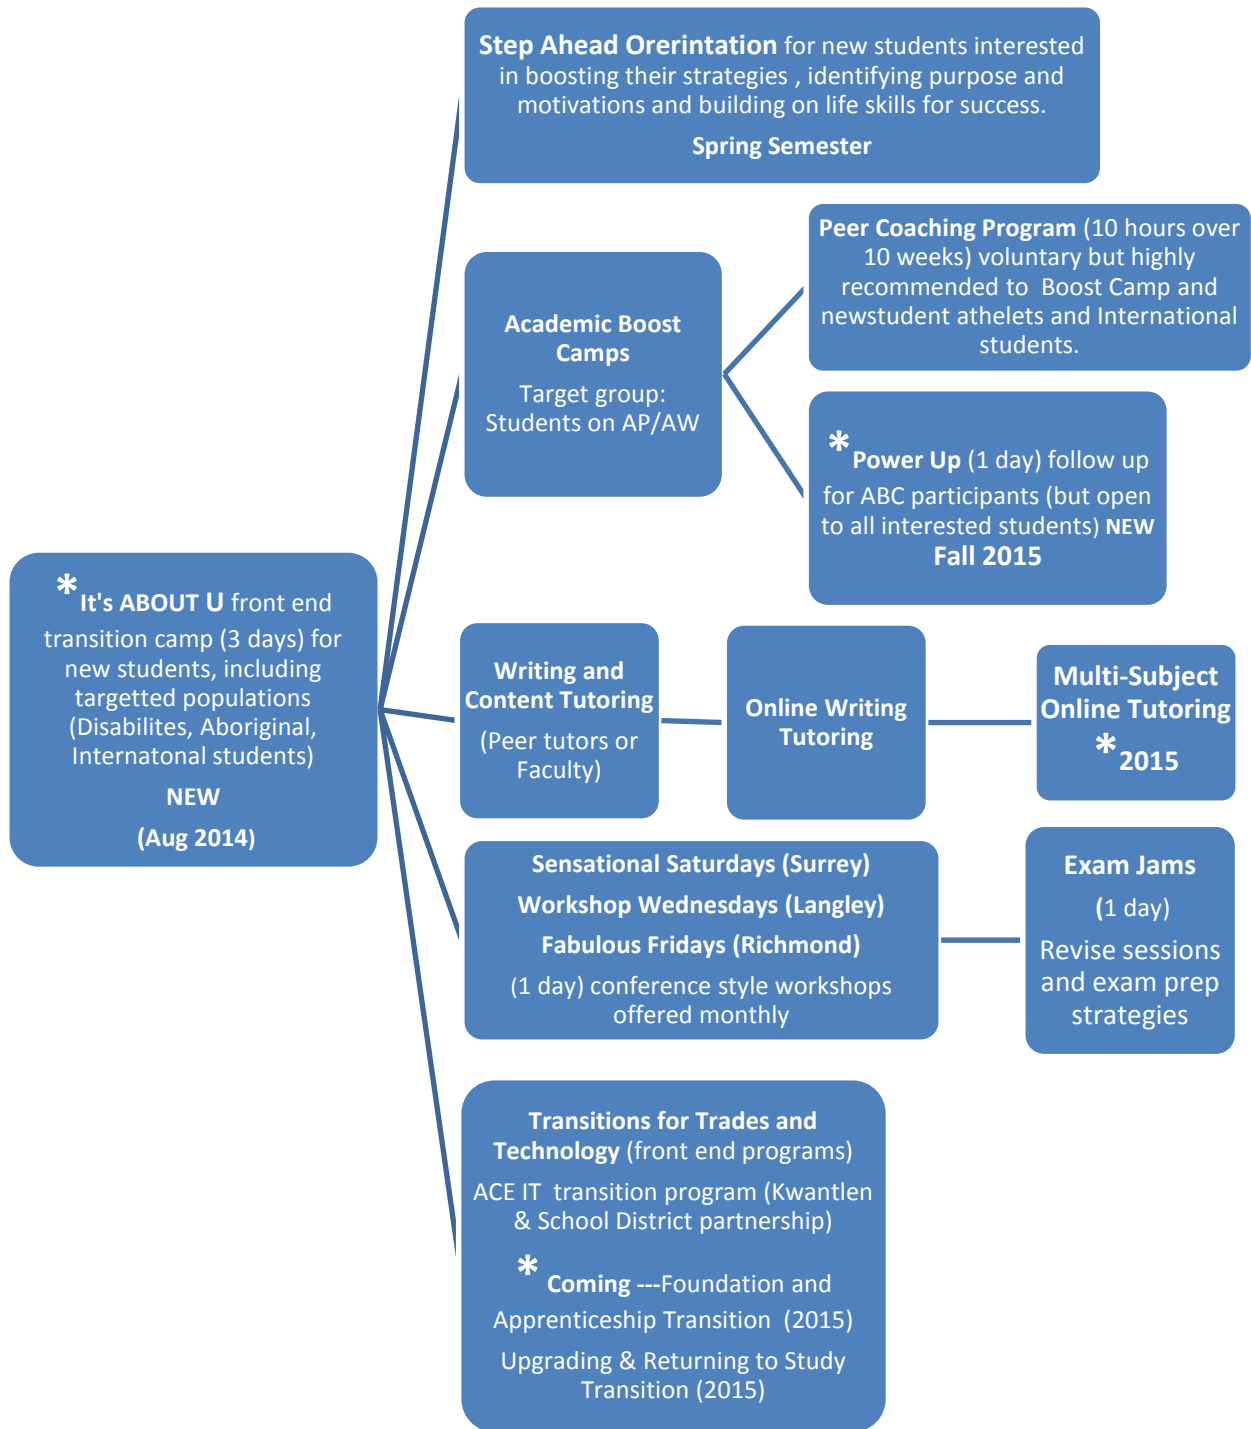 Step Ahead Orerintation for new students interested
in boosting their strategies , identifying purpose and
motivations and building on life skills for success.
Spring Semester
Peer Coaching Program (10 hours over
10 weeks) voluntary but highly
recommended to  Boost Camp and
newstudent athelets and International
students.
Academic Boost
Camps
Target group:
Students on AP/AW
*Power Up (1 day) follow up
for ABC participants (but open
to all interested students) NEW
Fall 2015
*It's ABOUT U front end
transition camp (3 days) for
new students, including
targetted populations
(Disabilites, Aboriginal,
Internatonal students)
NEW
(Aug 2014)
Writing and
Content Tutoring
(Peer tutors or
Faculty)
Online Writing
Tutoring
Multi-Subject
Online Tutoring
*2015
Sensational Saturdays (Surrey)
Workshop Wednesdays (Langley)
Fabulous Fridays (Richmond)
(1 day) conference style workshops
offered monthly
Exam Jams
(1 day)
Revise sessions
and exam prep
strategies
Transitions for Trades and
Technology (front end programs)
ACE IT  transition program (Kwantlen
& School District partnership)
* Coming ---Foundation and
Apprenticeship Transition  (2015)
Upgrading & Returning to Study
Transition (2015)